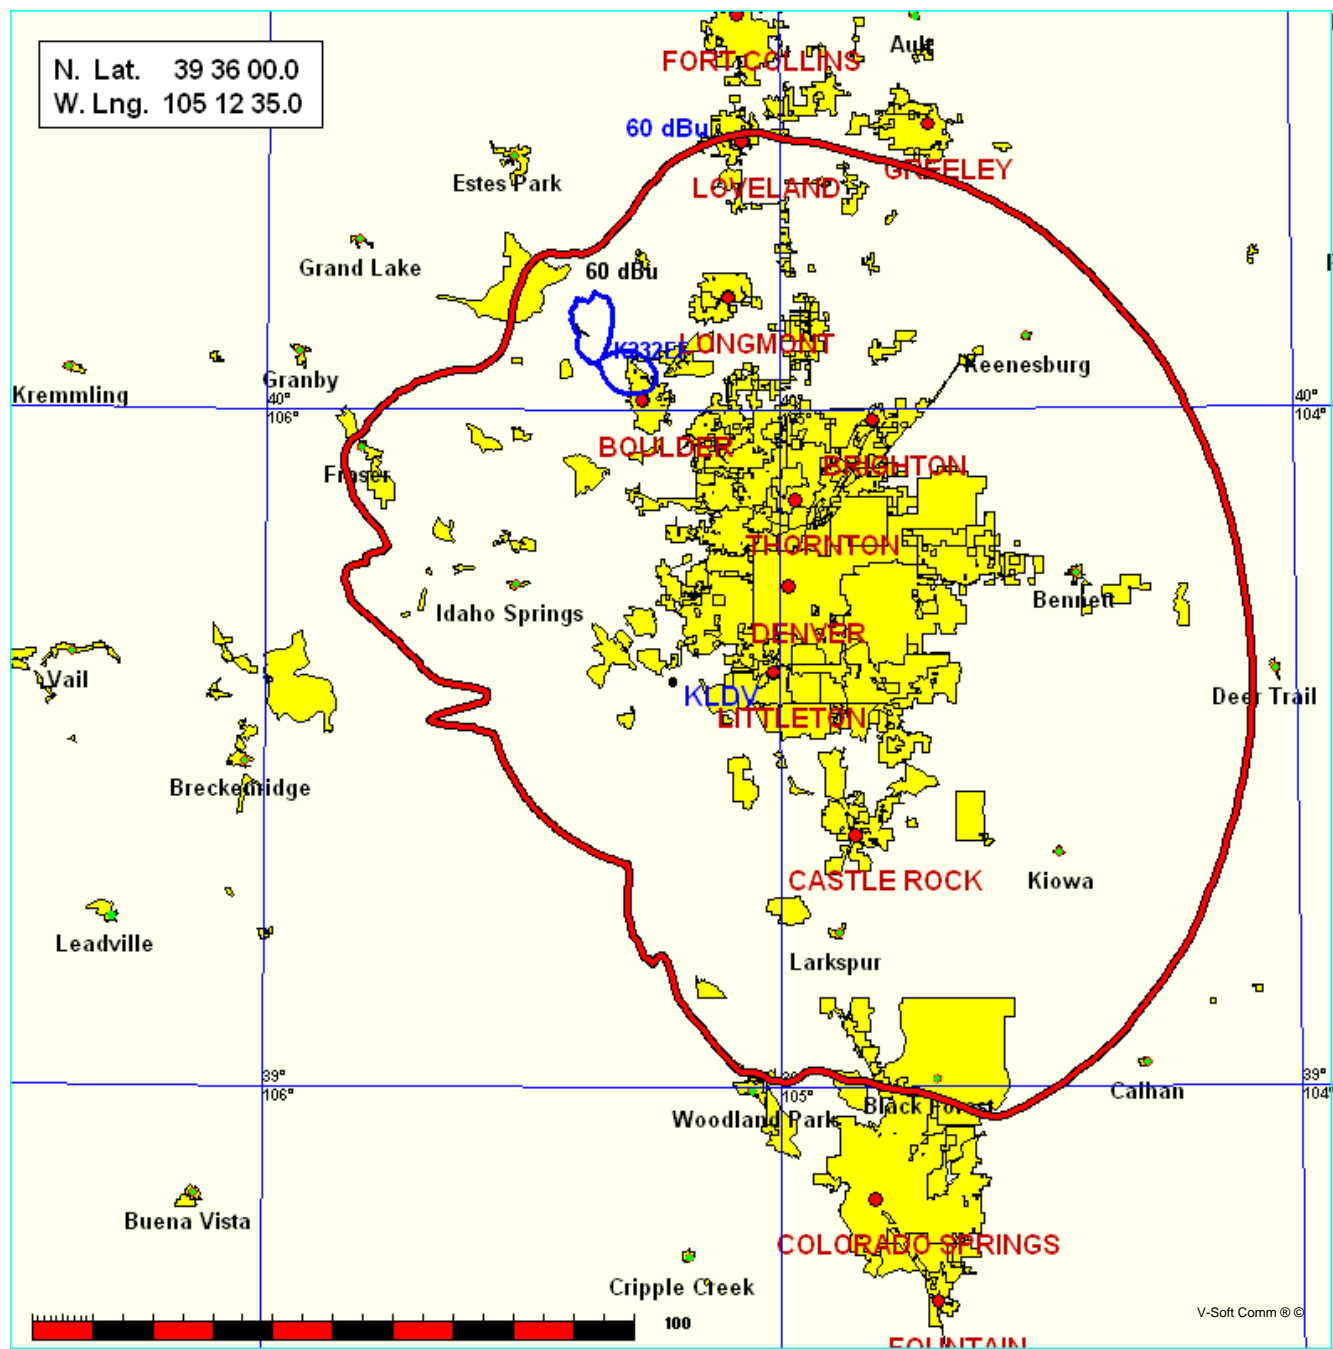 Ault
FORT COLLINS
N. Lat. 39 36 00.0
W. Lng. 105 12 35.0
60 dBu
Estes Park
GREELEY
LOVELAND
Grand Lake
60 dBu
LONGMONT
Keenesburg
Granby
Kremmling
40°
106°
40°
40°
104°
BOULDER
BRIGHTON
Fraser
THORNTON
Bennett
Idaho Springs
DENVER
Vail
KLDV
Deer Trail
LITTLETON
Breckenridge
CASTLE ROCK
Kiowa
Leadville
Larkspur
39°
106°
105°
39°
104°
Calhan
Black Forest
Woodland Park
Buena Vista
COLORADO SPRINGS
Cripple Creek
V-Soft Comm ® ©
100
FOUNTAIN